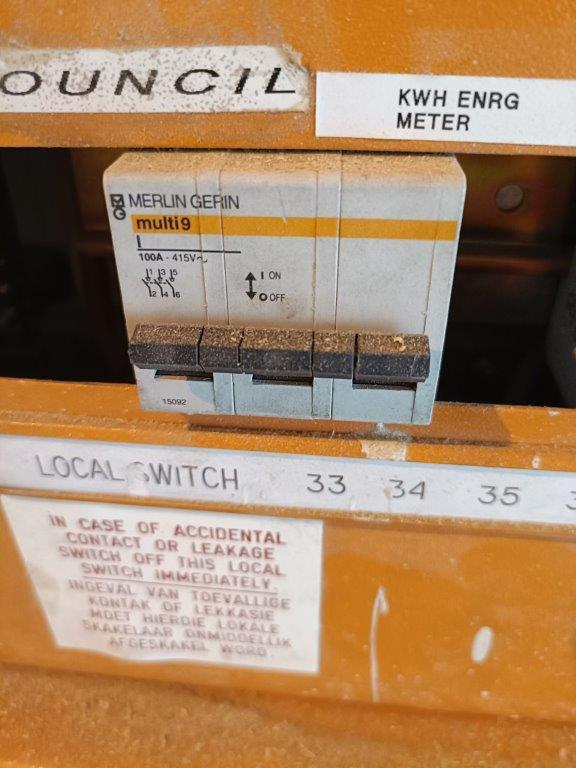 OUNCIL
KWH ENRG
METER
MERLIN GERIN
multi 9
I
100A - 415V~
1 3 5
2 4 6
I ON
O OFF
15092
LOCAL SWITCH 33 34 35
IN CASE OF ACCIDENTAL
CONTACT OR LEAKAGE
SWITCH OFF THIS LOCAL
SWITCH IMMEDIATELY.
INGEVAL VAN TOEVALLIGE
KONTAK OF LEKKASIE
MOET HIERDIE LOKALE
SKAKELAAR ONMIDDELLIK
AFGESKAKEL WORD